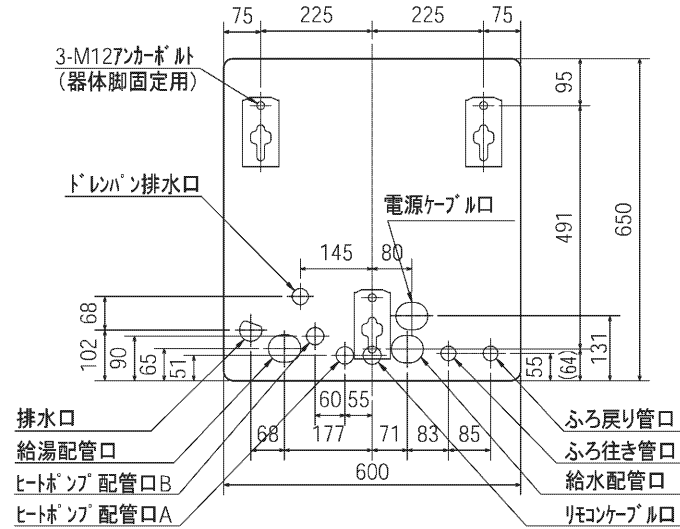 75
225
225
75
3-M12アンカーボルト
（器体脚固定用）
95
ドレンパン排水口
電源ケーブル口
491
650
145
80
68
102
90
65
51
131
55
(64)
60
55
排水口
68
177
71
83
85
ふろ戻り管口
給湯配管口
600
ふろ往き管口
ヒートポンプ配管口B
給水配管口
ヒートポンプ配管口A
リモコンケーブル口